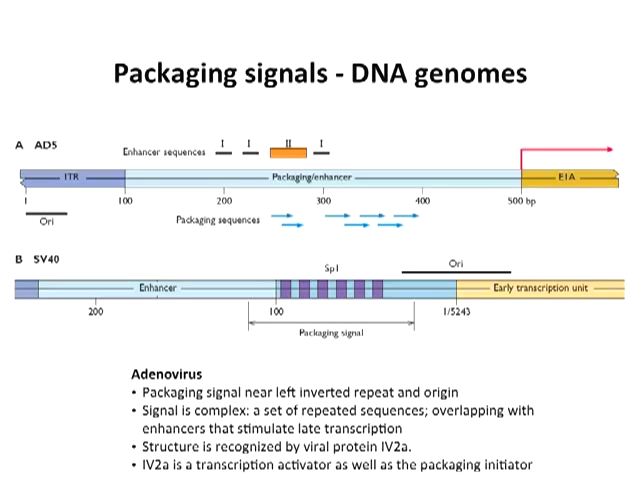 Packaging signals - DNA genomes
A AD5
Enhancer sequences I I II I
ITR Packaging/enhancer EIA
I 100 200 300 400 500 bp
Ori Packaging sequences
B SV40
Spl Ori
Enhancer Early transcription unit
200 100 1/5243
Packaging signal
Adenovirus
• Packaging signal near left inverted repeat and origin
• Signal is complex: a set of repeated sequences; overlapping with
enhancers that stimulate late transcription
• Structure is recognized by viral protein IV2a.
• IV2a is a transcription activator as well as the packaging initiator